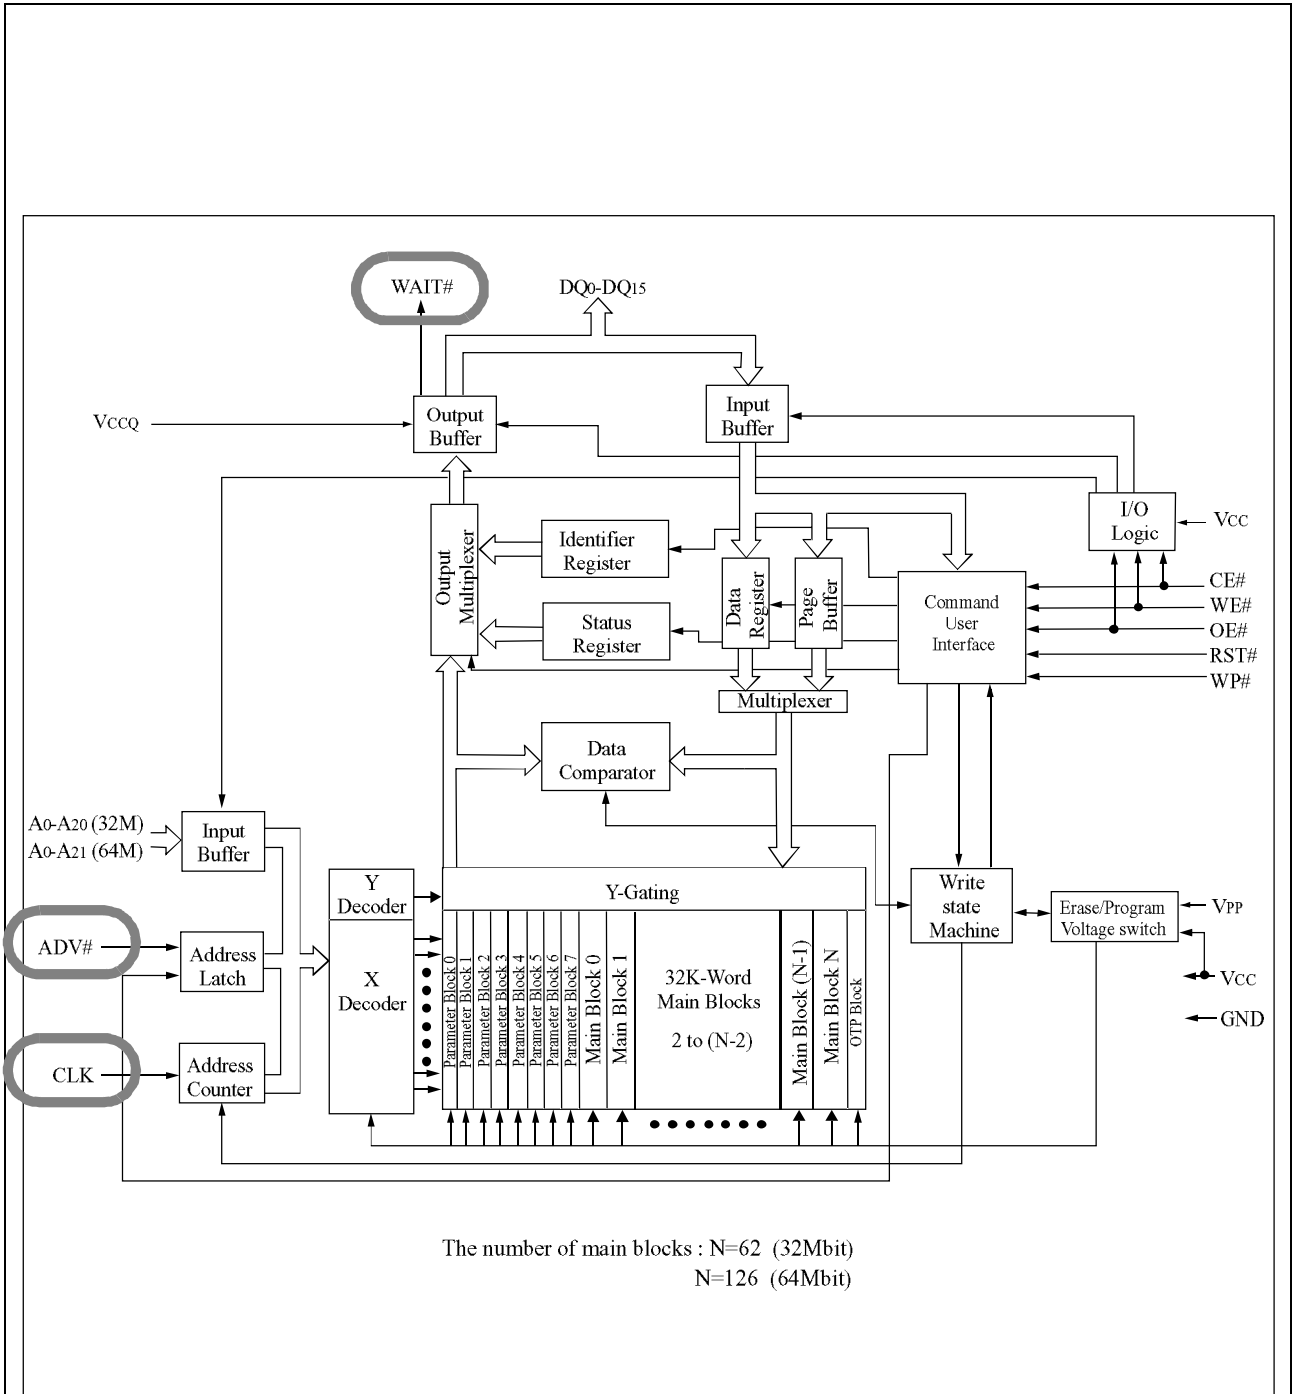 WAIT#
DQ0-DQ15
VCCQ
Output
Buffer
Input
Buffer
I/O
Logic
VCC
Output
Multiplexer
Identifier
Register
Data
Register
Page
Buffer
Command
User
Interface
CE#
WE#
OE#
RST#
WP#
Status
Register
Multiplexer
Data
Comparator
A0-A20 (32M)
A0-A21 (64M)
Input
Buffer
Y
Decoder
Y-Gating
Write
state
Machine
Erase/Program
Voltage switch
VPP
VCC
GND
ADV#
Address
Latch
X
Decoder
CLK
Address
Counter
Parameter Block 0
Parameter Block 1
Parameter Block 2
Parameter Block 3
Parameter Block 4
Parameter Block 5
Parameter Block 6
Parameter Block 7
Main Block 0
Main Block 1
32K-Word
Main Blocks
2 to (N-2)
Main Block (N-1)
Main Block N
OTP Block
The number of main blocks : N=62 (32Mbit)
N=126 (64Mbit)